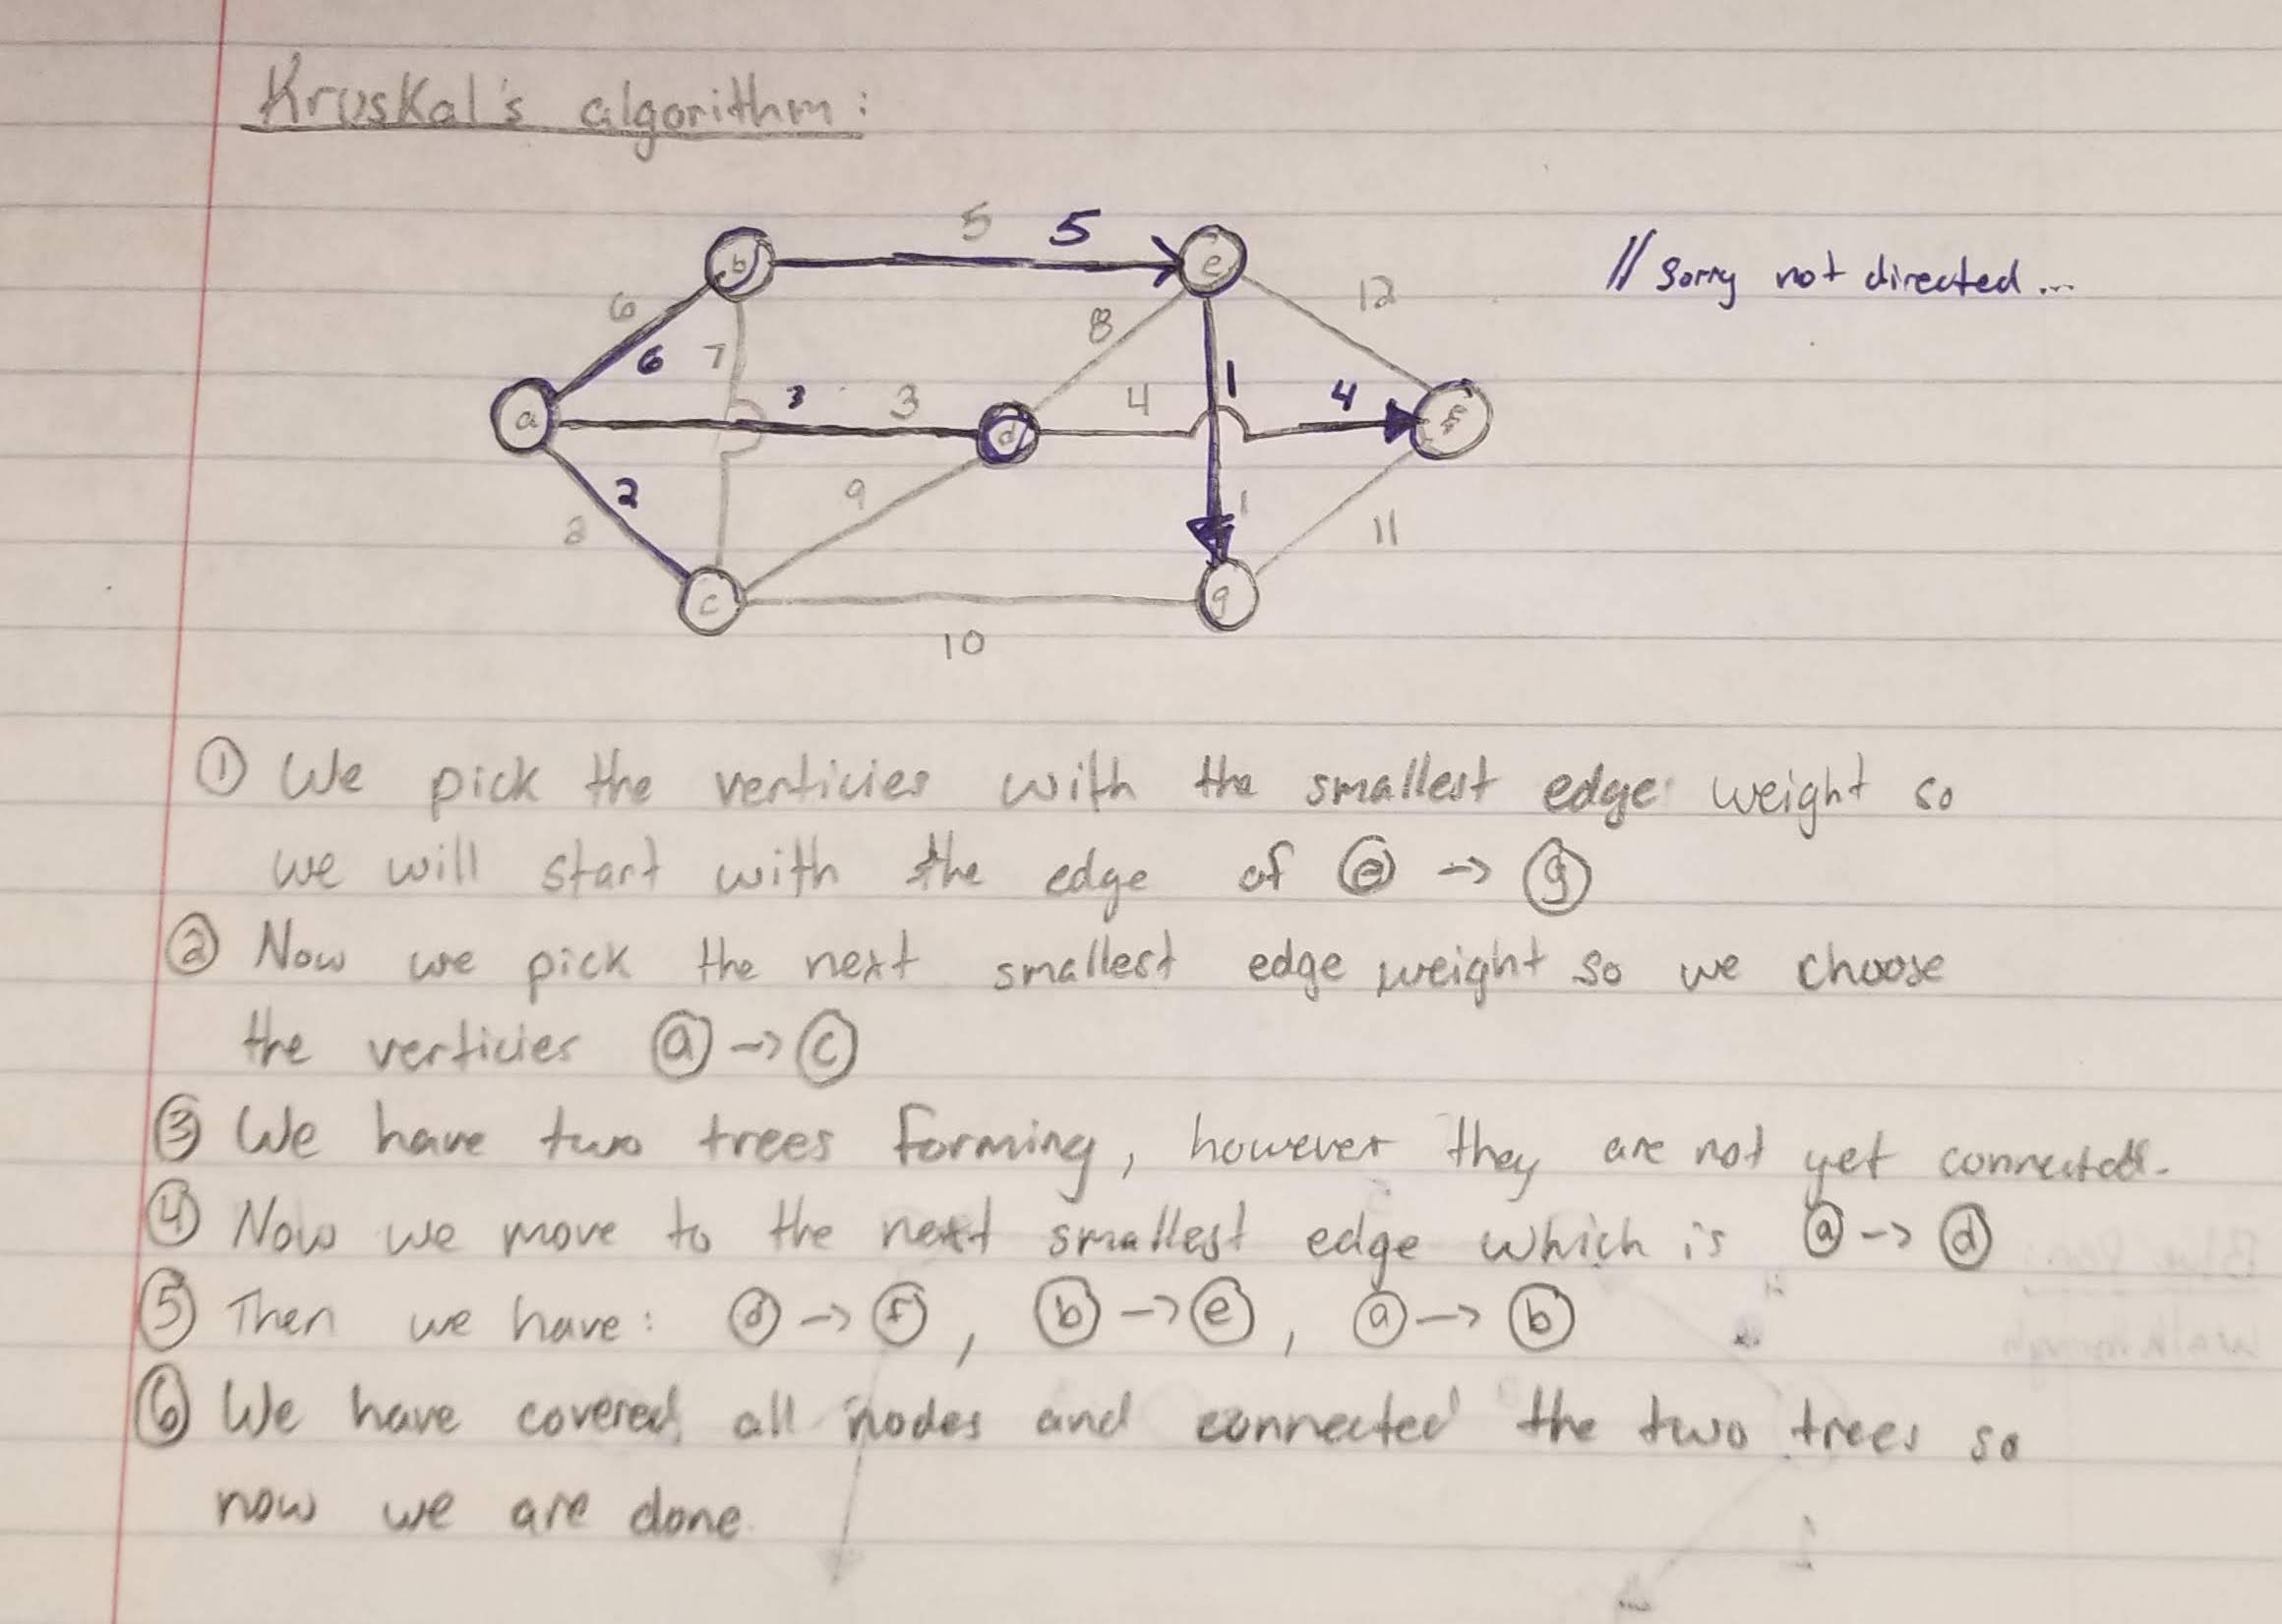 Kruskal's algorithm:
5 5
b e
// Sorry not directed...
6 12
8
6 7 1
3 3 4 4
a d f
2 9
2 1 11
c g
10
① We pick the verticies with the smallest edge weight so
we will start with the edge of ⓔ -> ⓖ
② Now we pick the next smallest edge weight so we choose
the verticies ⓐ -> ⓒ
③ We have two trees forming, however they are not yet connected.
④ Now we move to the next smallest edge which is ⓐ -> ⓓ
⑤ Then we have: ⓓ -> ⓕ, ⓑ -> ⓔ, ⓐ -> ⓑ
⑥ We have covered all nodes and connected the two trees so
now we are done